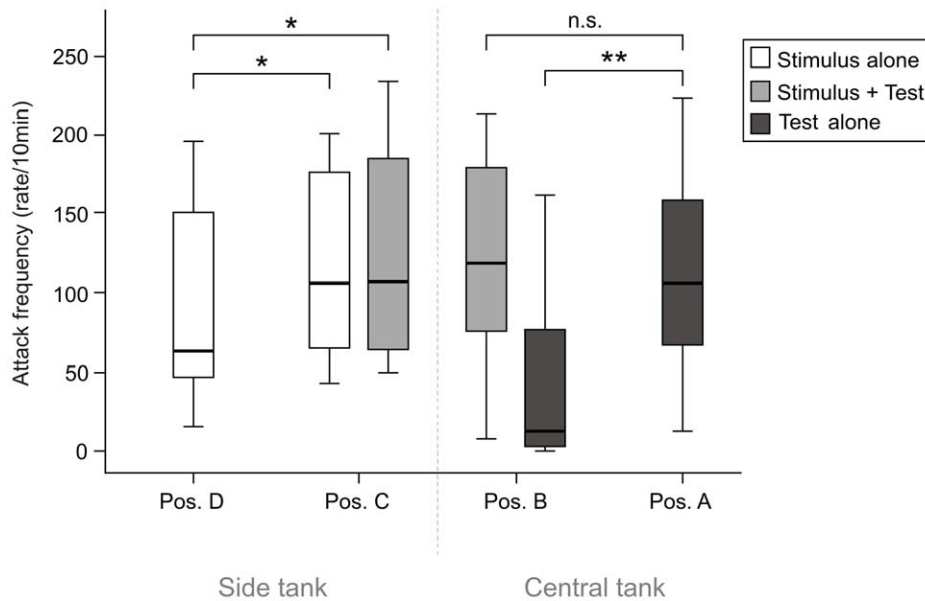 n.s.
*
**
*
250
200
150
100
50
0
Attack frequency (rate/10min)
Stimulus alone
Stimulus + Test
Test alone
Pos. D
Pos. C
Pos. B
Pos. A
Side tank
Central tank